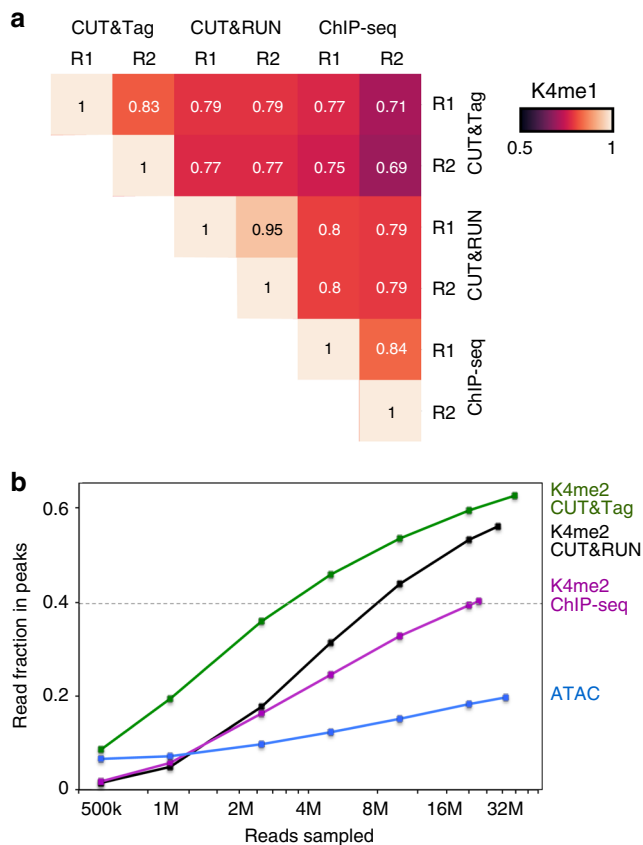 a
CUT&Tag CUT&RUN ChIP-seq
R1 R2 R1 R2 R1 R2
1 0.83 0.79 0.79 0.77 0.71 R1
1 0.77 0.77 0.75 0.69 R2
CUT&Tag
1 0.95 0.8 0.79 R1
1 0.8 0.79 R2
CUT&RUN
1 0.84 R1
1 R2
ChIP-seq
K4me1
0.5 1
b
Read fraction in peaks
0.6
0.4
0.2
0
500k 1M 2M 4M 8M 16M 32M
Reads sampled
K4me2
CUT&Tag
K4me2
CUT&RUN
K4me2
ChIP-seq
ATAC